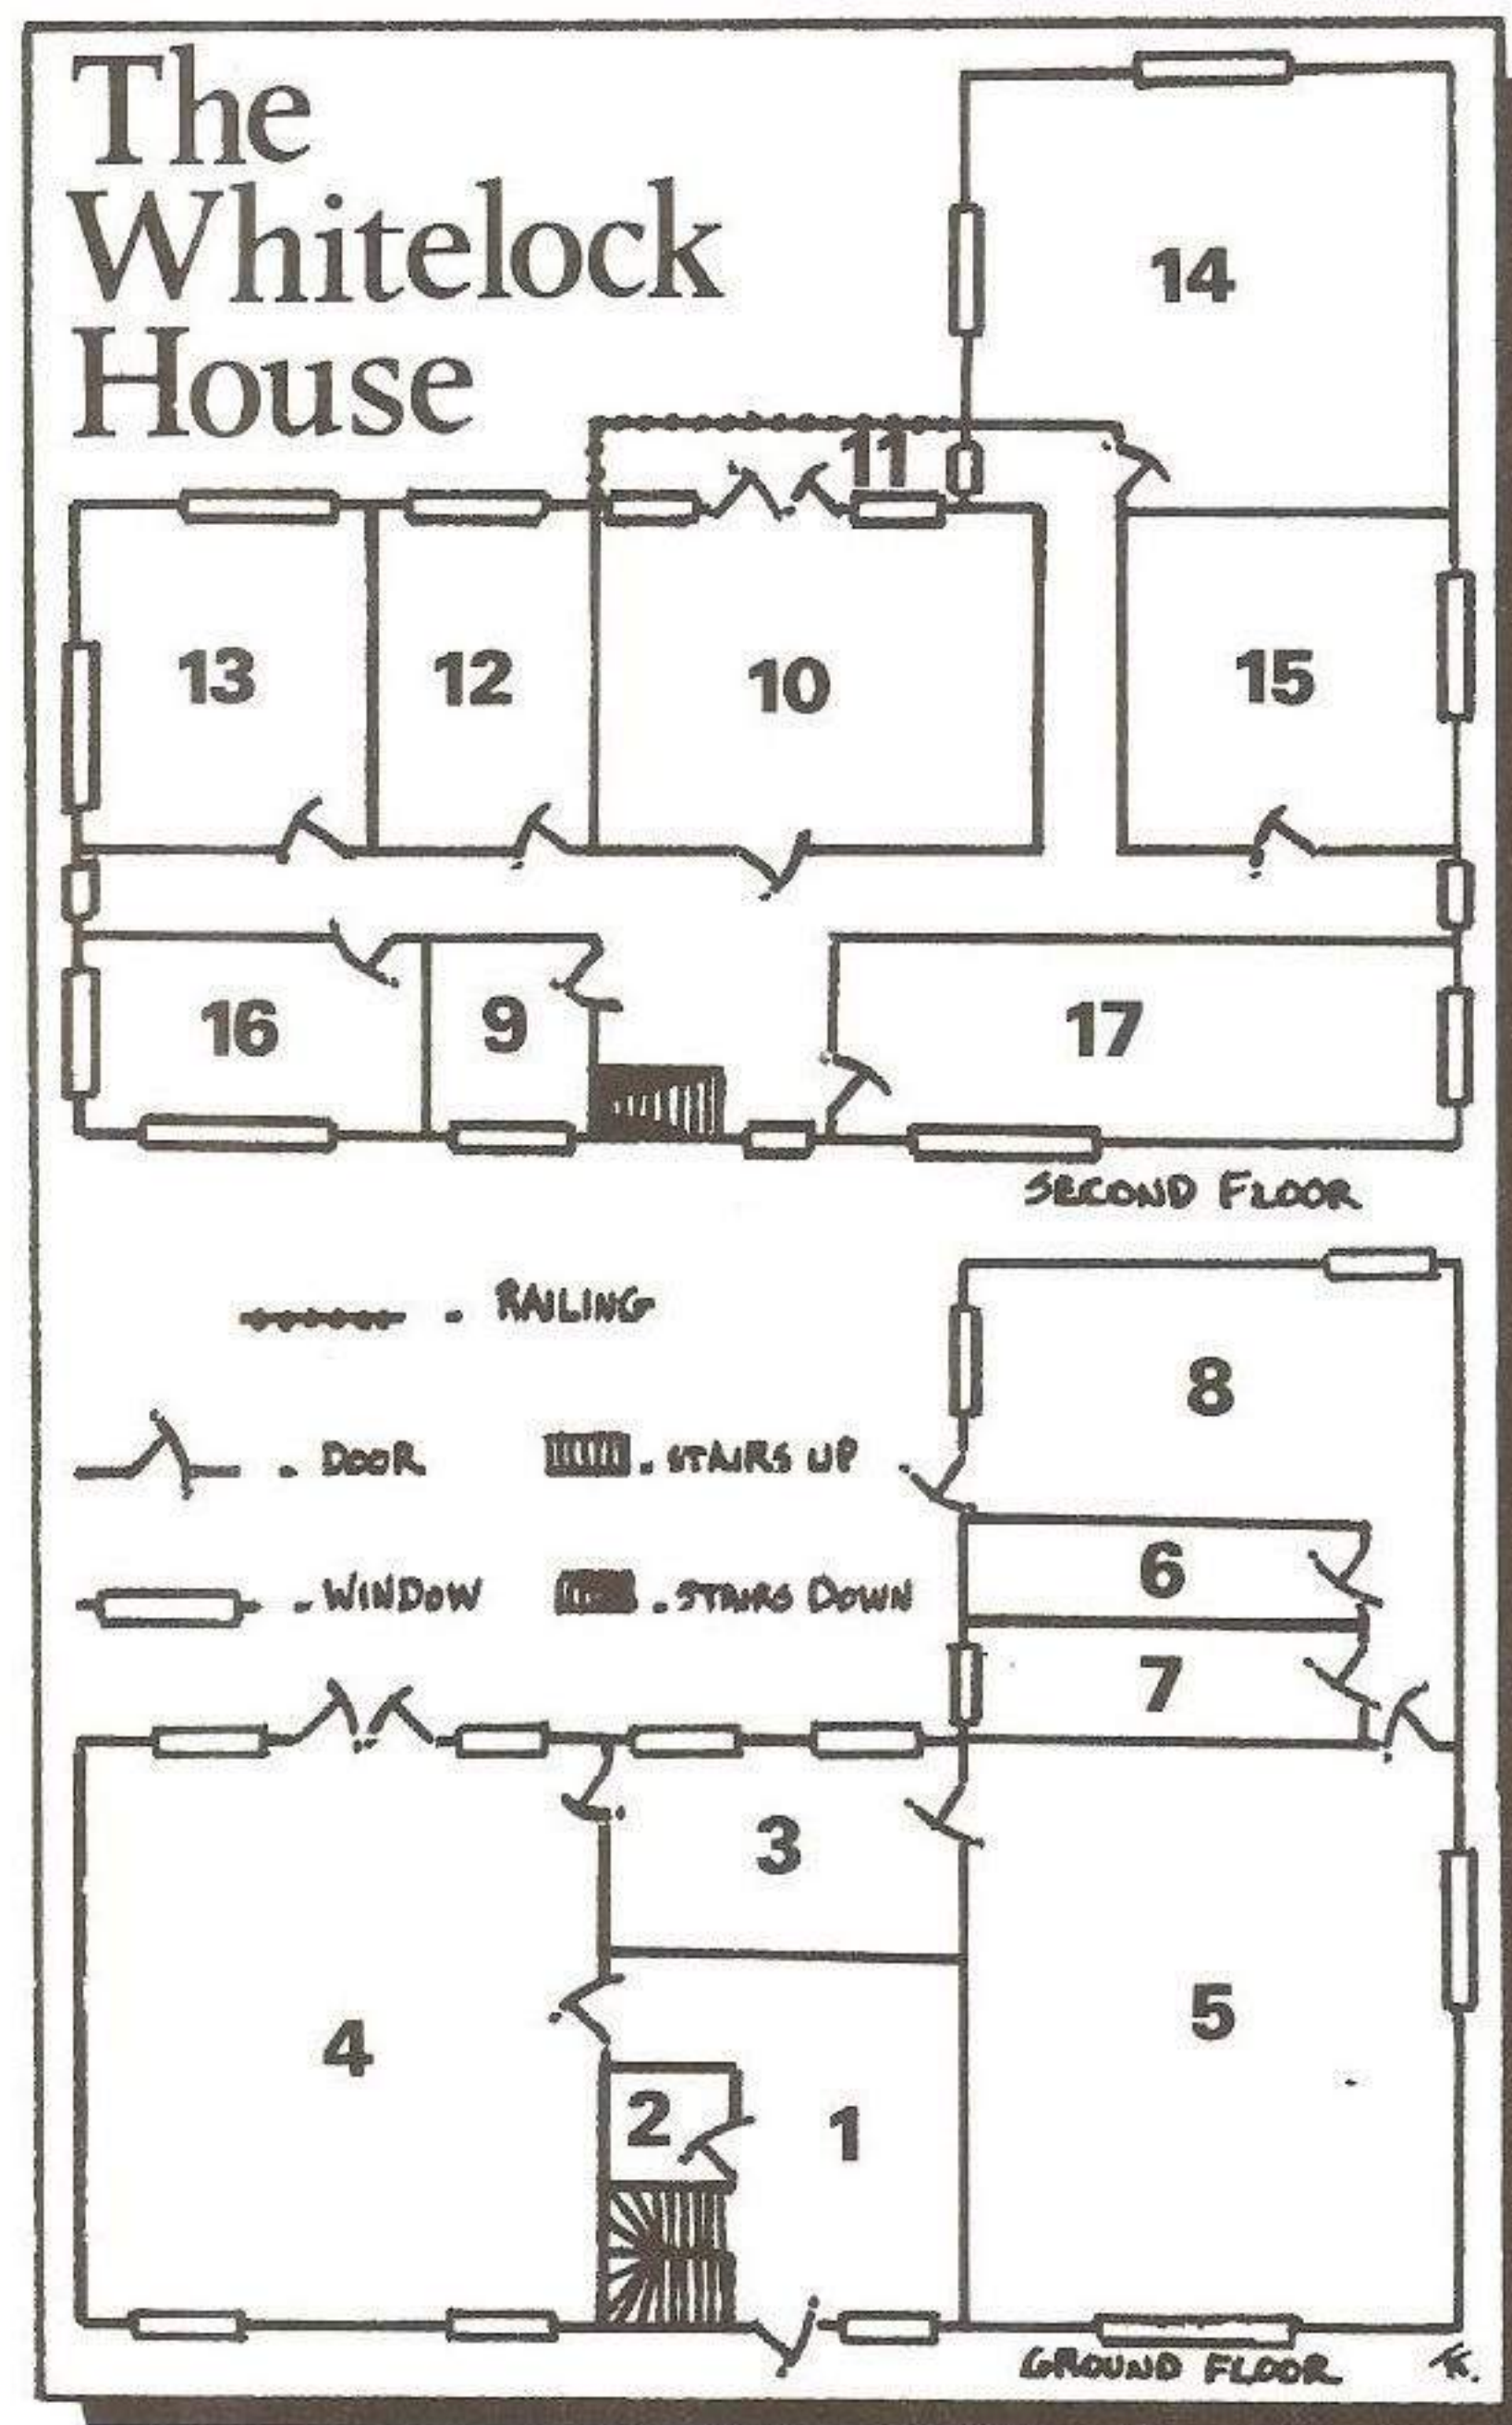 The
Whitelock
House
14
11
13 12 10 15
16 9 17
SECOND FLOOR
. RAILING
8
. DOOR . STAIRS UP
6
. WINDOW . STAIRS DOWN
7
3
4 5
2 1
GROUND FLOOR TK.